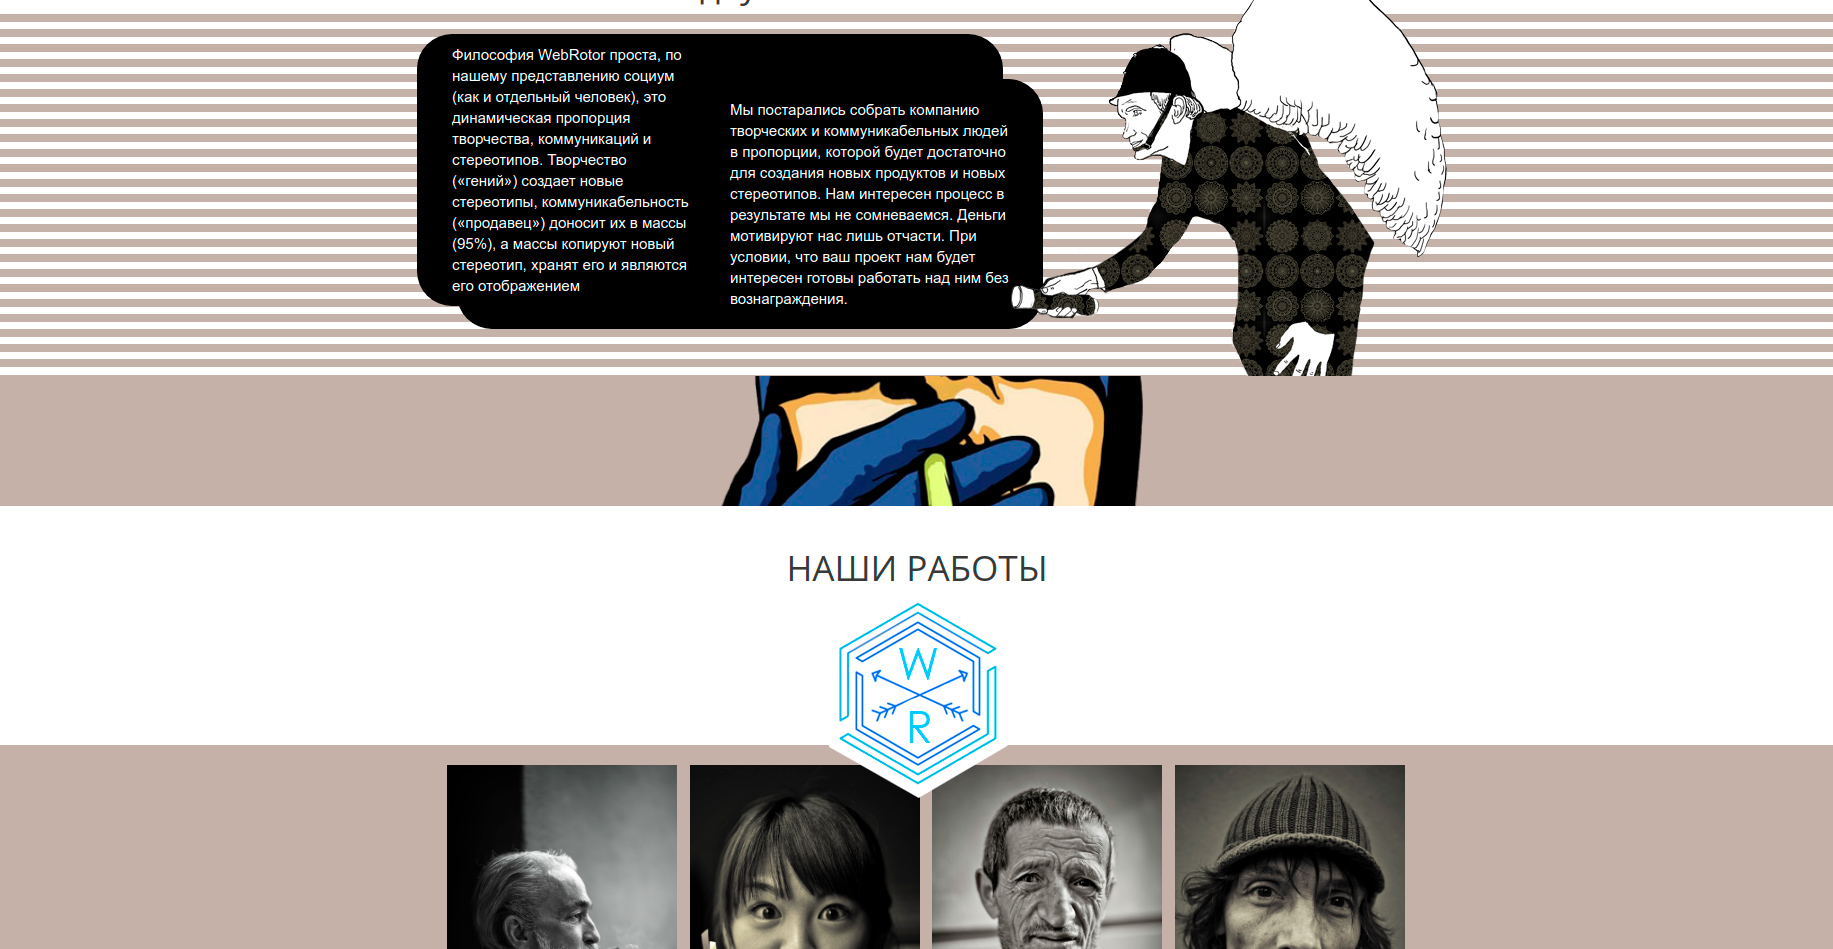 Философия WebRotor проста, по
нашему представлению социум
(как и отдельный человек), это
динамическая пропорция
творчества, коммуникаций и
стереотипов. Творчество
(«гений») создает новые
стереотипы, коммуникабельность
(«продавец») доносит их в массы
(95%), а массы копируют новый
стереотип, хранят его и являются
его отображением
Мы постарались собрать компанию
творческих и коммуникабельных людей
в пропорции, которой будет достаточно
для создания новых продуктов и новых
стереотипов. Нам интересен процесс в
результате мы не сомневаемся. Деньги
мотивируют нас лишь отчасти. При
условии, что ваш проект нам будет
интересен готовы работать над ним без
вознаграждения.
НАШИ РАБОТЫ
W
R